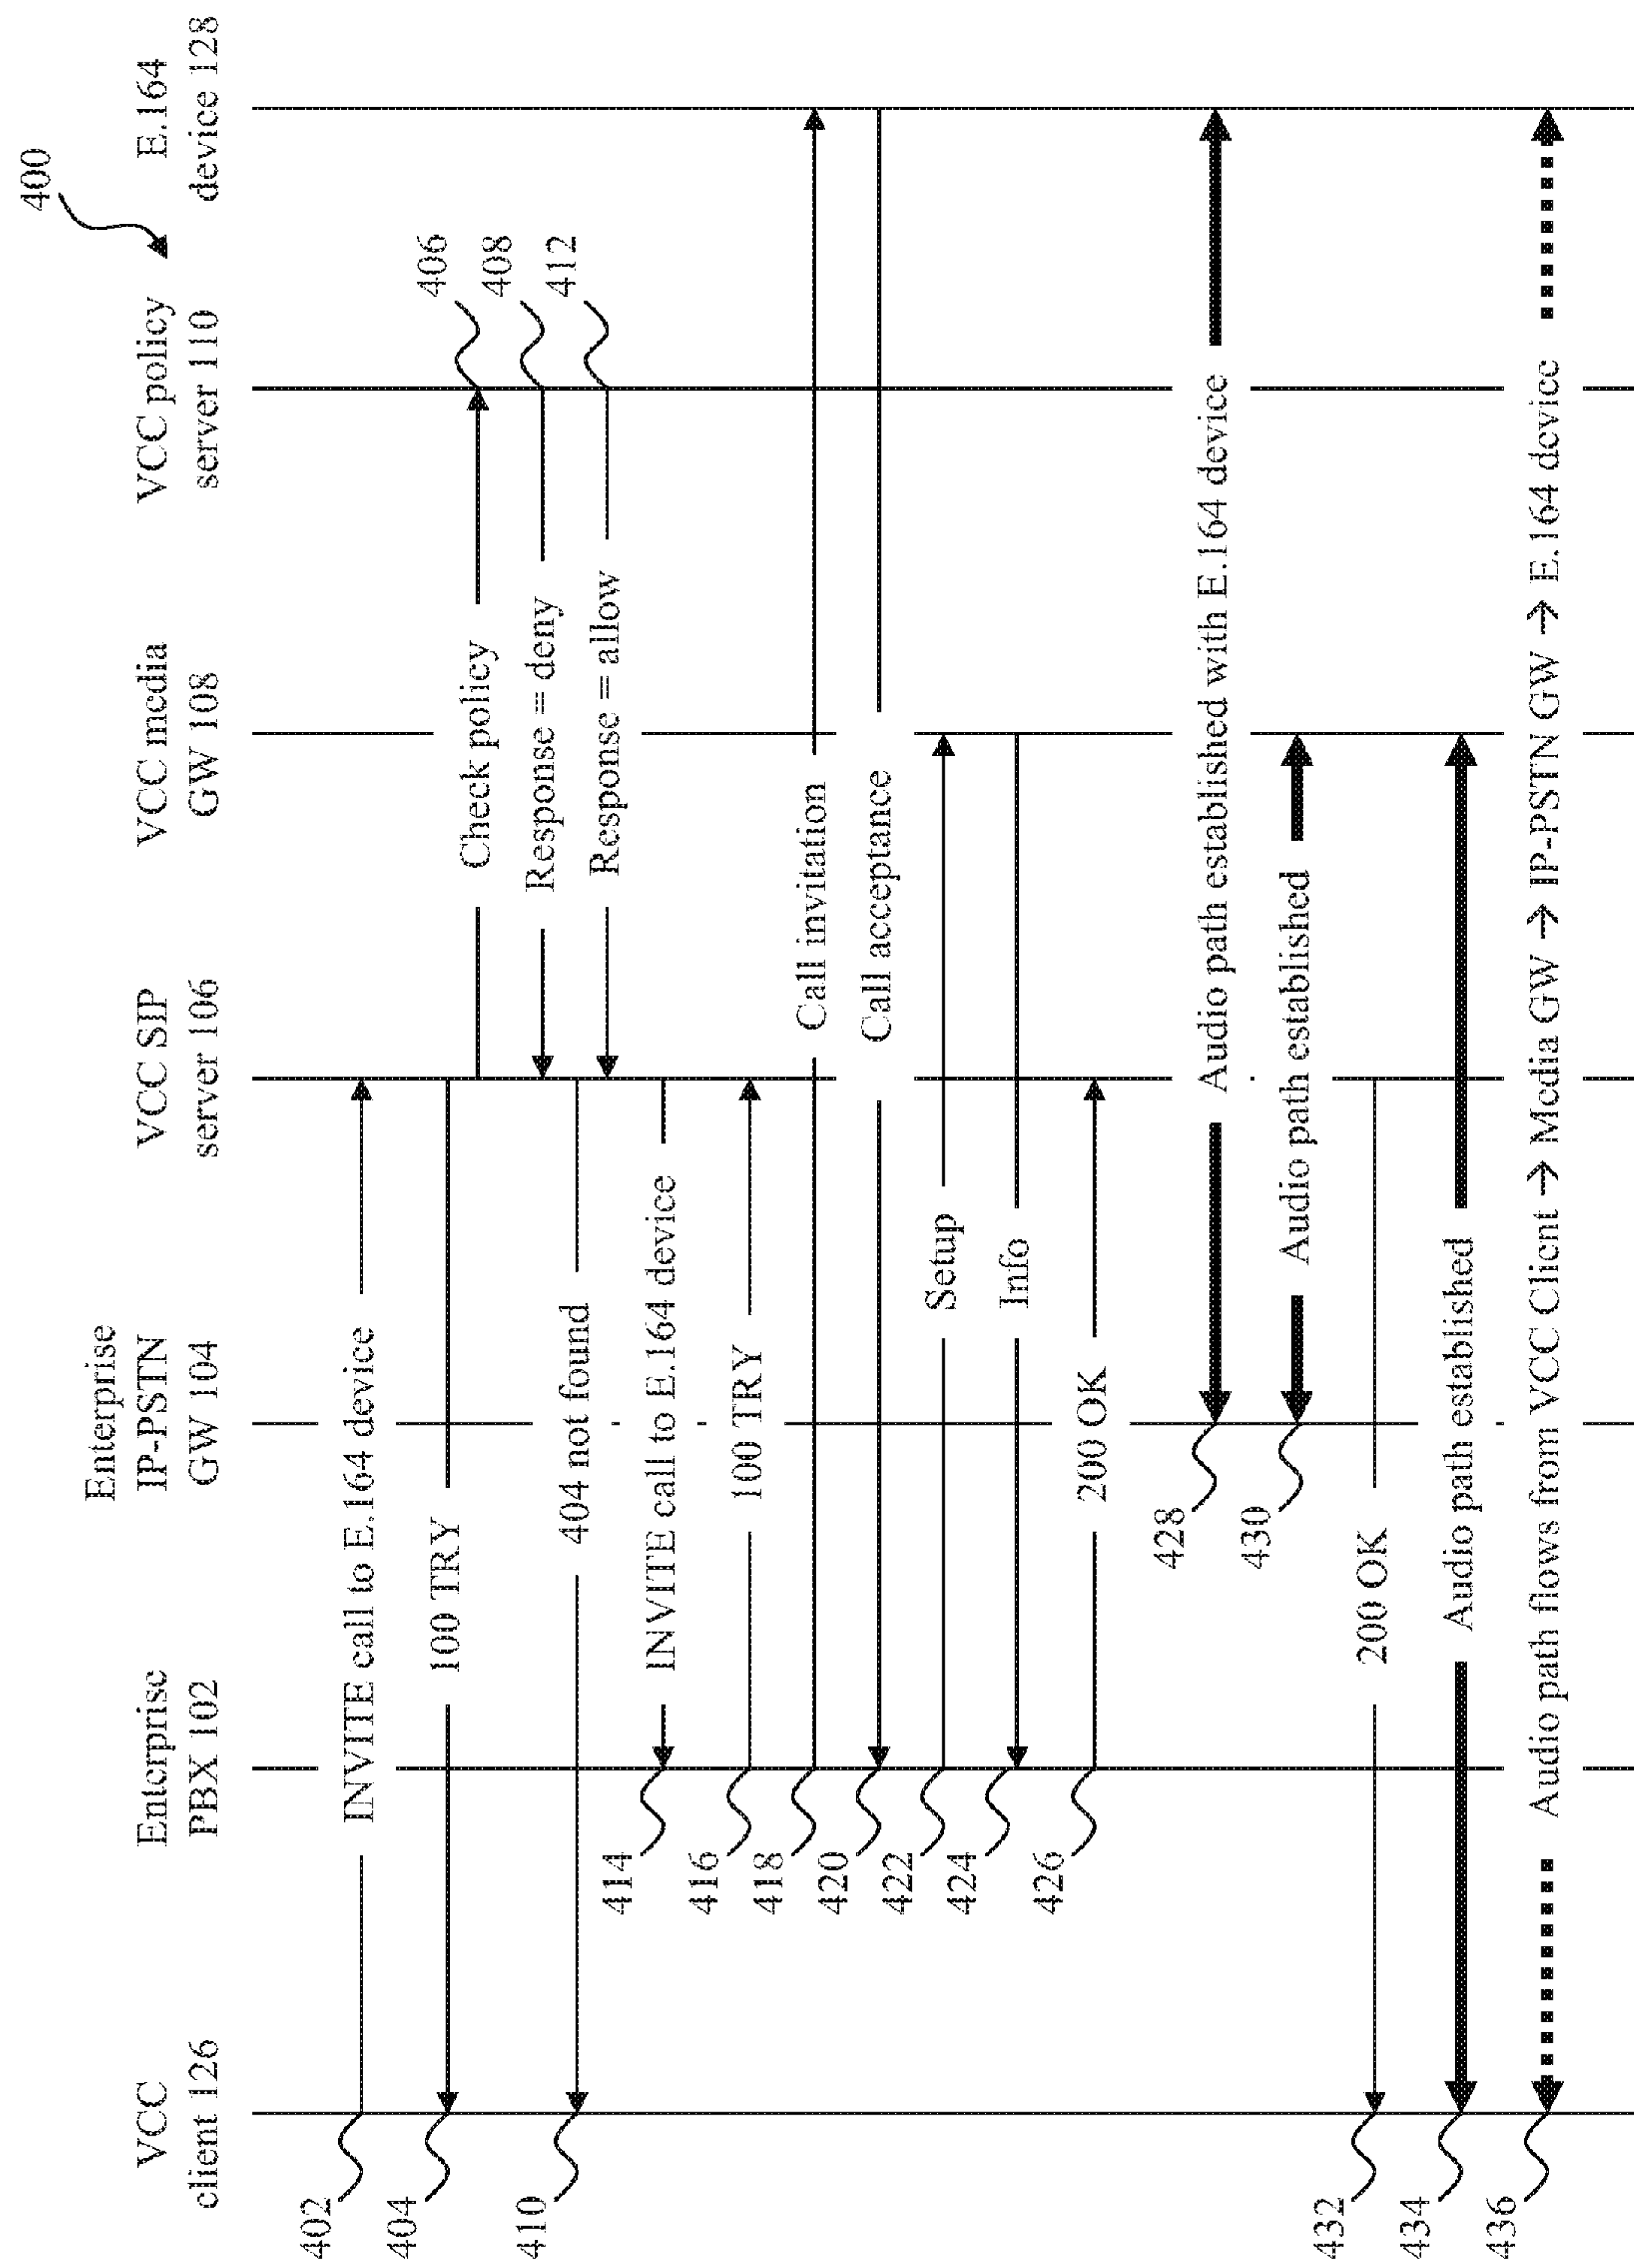 400
VCC
client 126
Enterprise
PBX 102
Enterprise
IP-PSTN
GW 104
VCC SIP
server 106
VCC media
GW 108
VCC policy
server 110
E.164
device 128
402
INVITE call to E.164 device
404
100 TRY
Check policy
406
Response = deny
408
410
404 not found
Response = allow
412
414
INVITE call to E.164 device
416
100 TRY
418
Call invitation
420
Call acceptance
422
Setup
424
Info
426
200 OK
428
Audio path established with E.164 device
430
Audio path established
432
200 OK
434
Audio path established
436
Audio path flows from VCC Client → Media GW → IP-PSTN GW → E.164 device